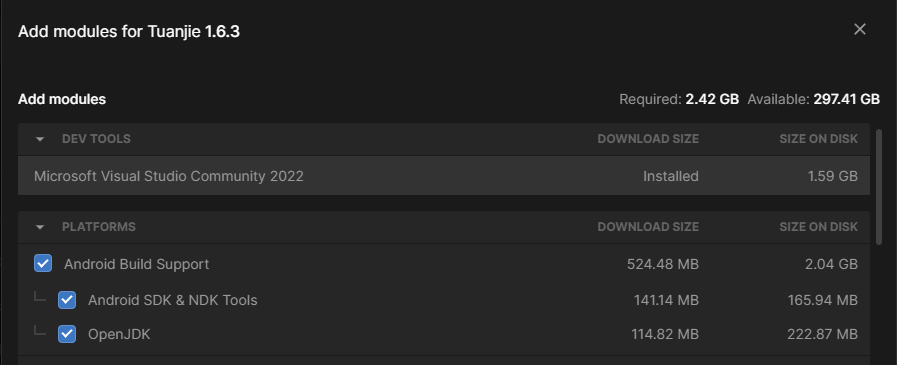 Add modules for Tuanjie 1.6.3
Add modules Required: 2.42 GB Available: 297.41 GB
DEV TOOLS DOWNLOAD SIZE SIZE ON DISK
Microsoft Visual Studio Community 2022 Installed 1.59 GB
PLATFORMS DOWNLOAD SIZE SIZE ON DISK
Android Build Support 524.48 MB 2.04 GB
Android SDK & NDK Tools 141.14 MB 165.94 MB
OpenJDK 114.82 MB 222.87 MB